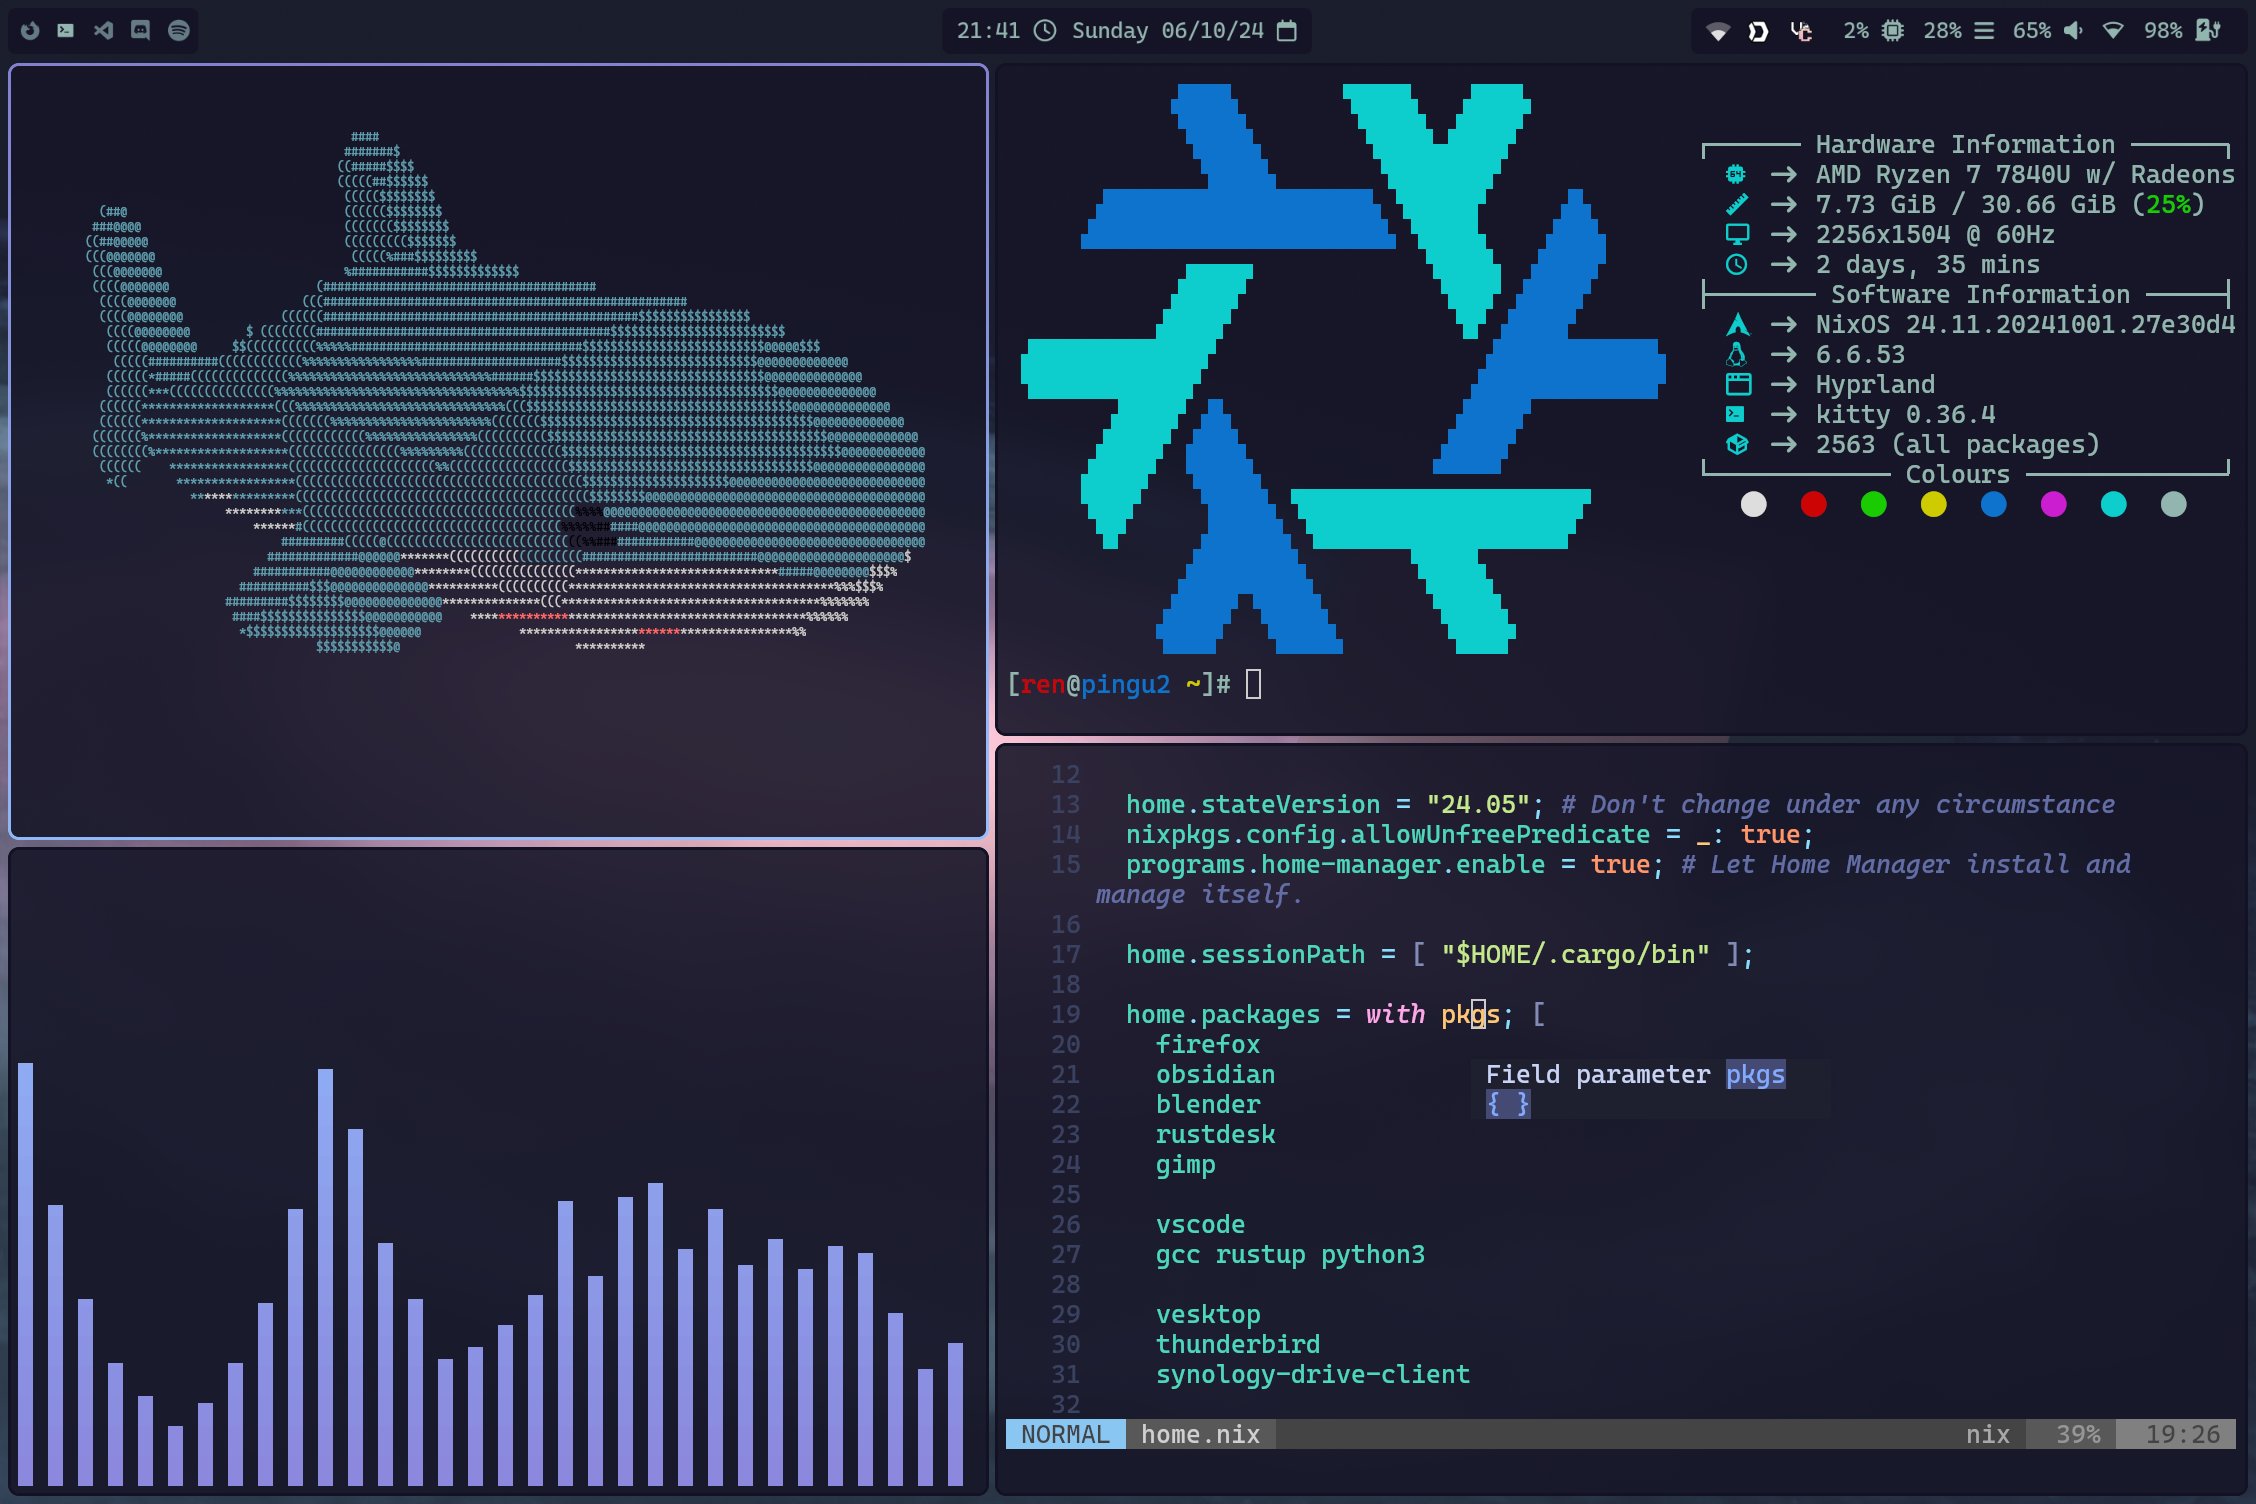 21:41 Sunday 06/10/24
2% 28% 65% 98%
Hardware Information
AMD Ryzen 7 7840U w/ Radeons
7.73 GiB / 30.66 GiB (25%)
2256x1504 @ 60Hz
2 days, 35 mins
Software Information
NixOS 24.11.20241001.27e30d4
6.6.53
Hyprland
kitty 0.36.4
2563 (all packages)
Colours
[ren@pingu2 ~]#
12
13 home.stateVersion = "24.05"; # Don't change under any circumstance
14 nixpkgs.config.allowUnfreePredicate = _: true;
15 programs.home-manager.enable = true; # Let Home Manager install and
manage itself.
16
17 home.sessionPath = [ "$HOME/.cargo/bin" ];
18
19 home.packages = with pkgs; [
20 firefox
21 obsidian
Field parameter pkgs
22 blender
{ }
23 rustdesk
24 gimp
25
26 vscode
27 gcc rustup python3
28
29 vesktop
30 thunderbird
31 synology-drive-client
32
NORMAL home.nix nix 39% 19:26